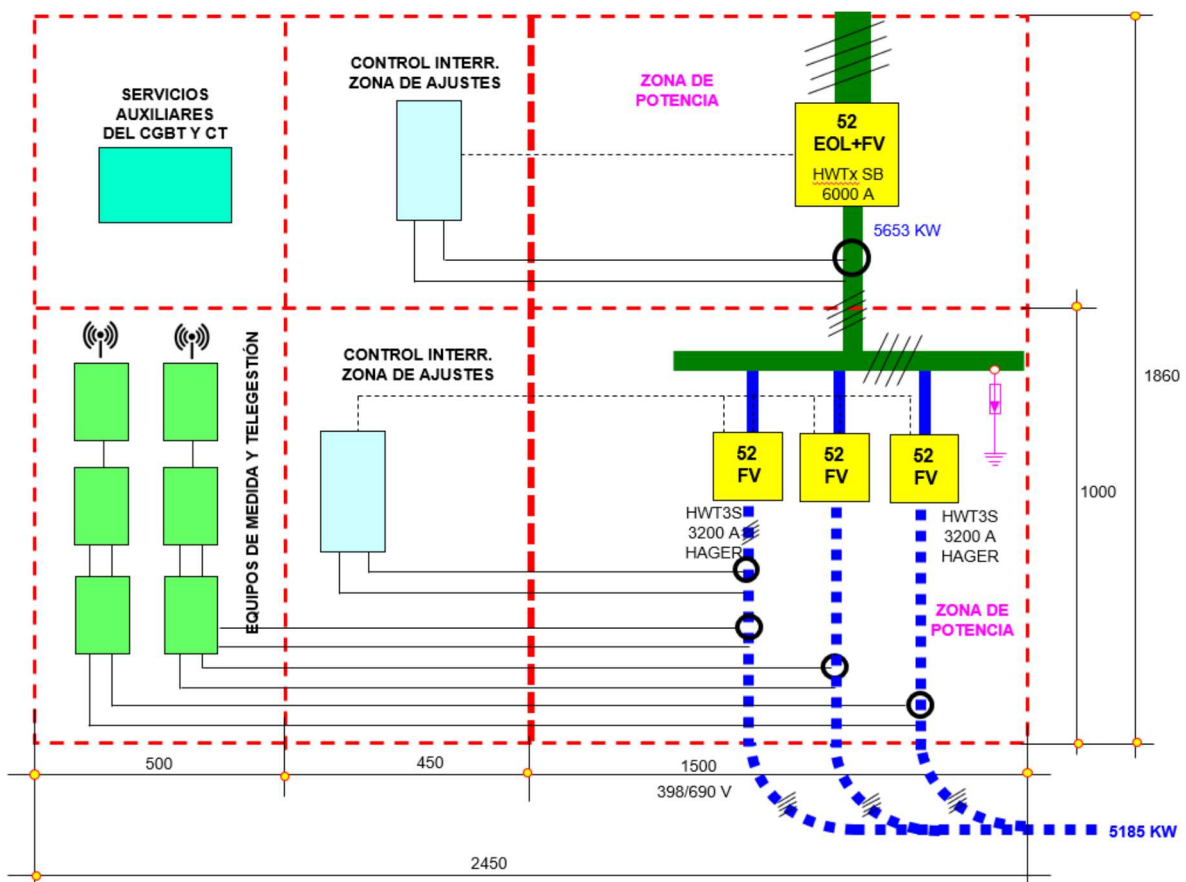 SERVICIOS
AUXILIARES
DEL CGBT Y CT
CONTROL INTERR.
ZONA DE AJUSTES
ZONA DE
POTENCIA
52
EOL+FV
HWTx SB
6000 A
5653 KW
EQUIPOS DE MEDIDA Y TELEGESTIÓN
CONTROL INTERR.
ZONA DE AJUSTES
52
FV
52
FV
52
FV
HWT3S
3200 A
HAGER
HWT3S
3200 A
HAGER
ZONA DE
POTENCIA
1860
1000
500
450
1500
398/690 V
5185 KW
2450